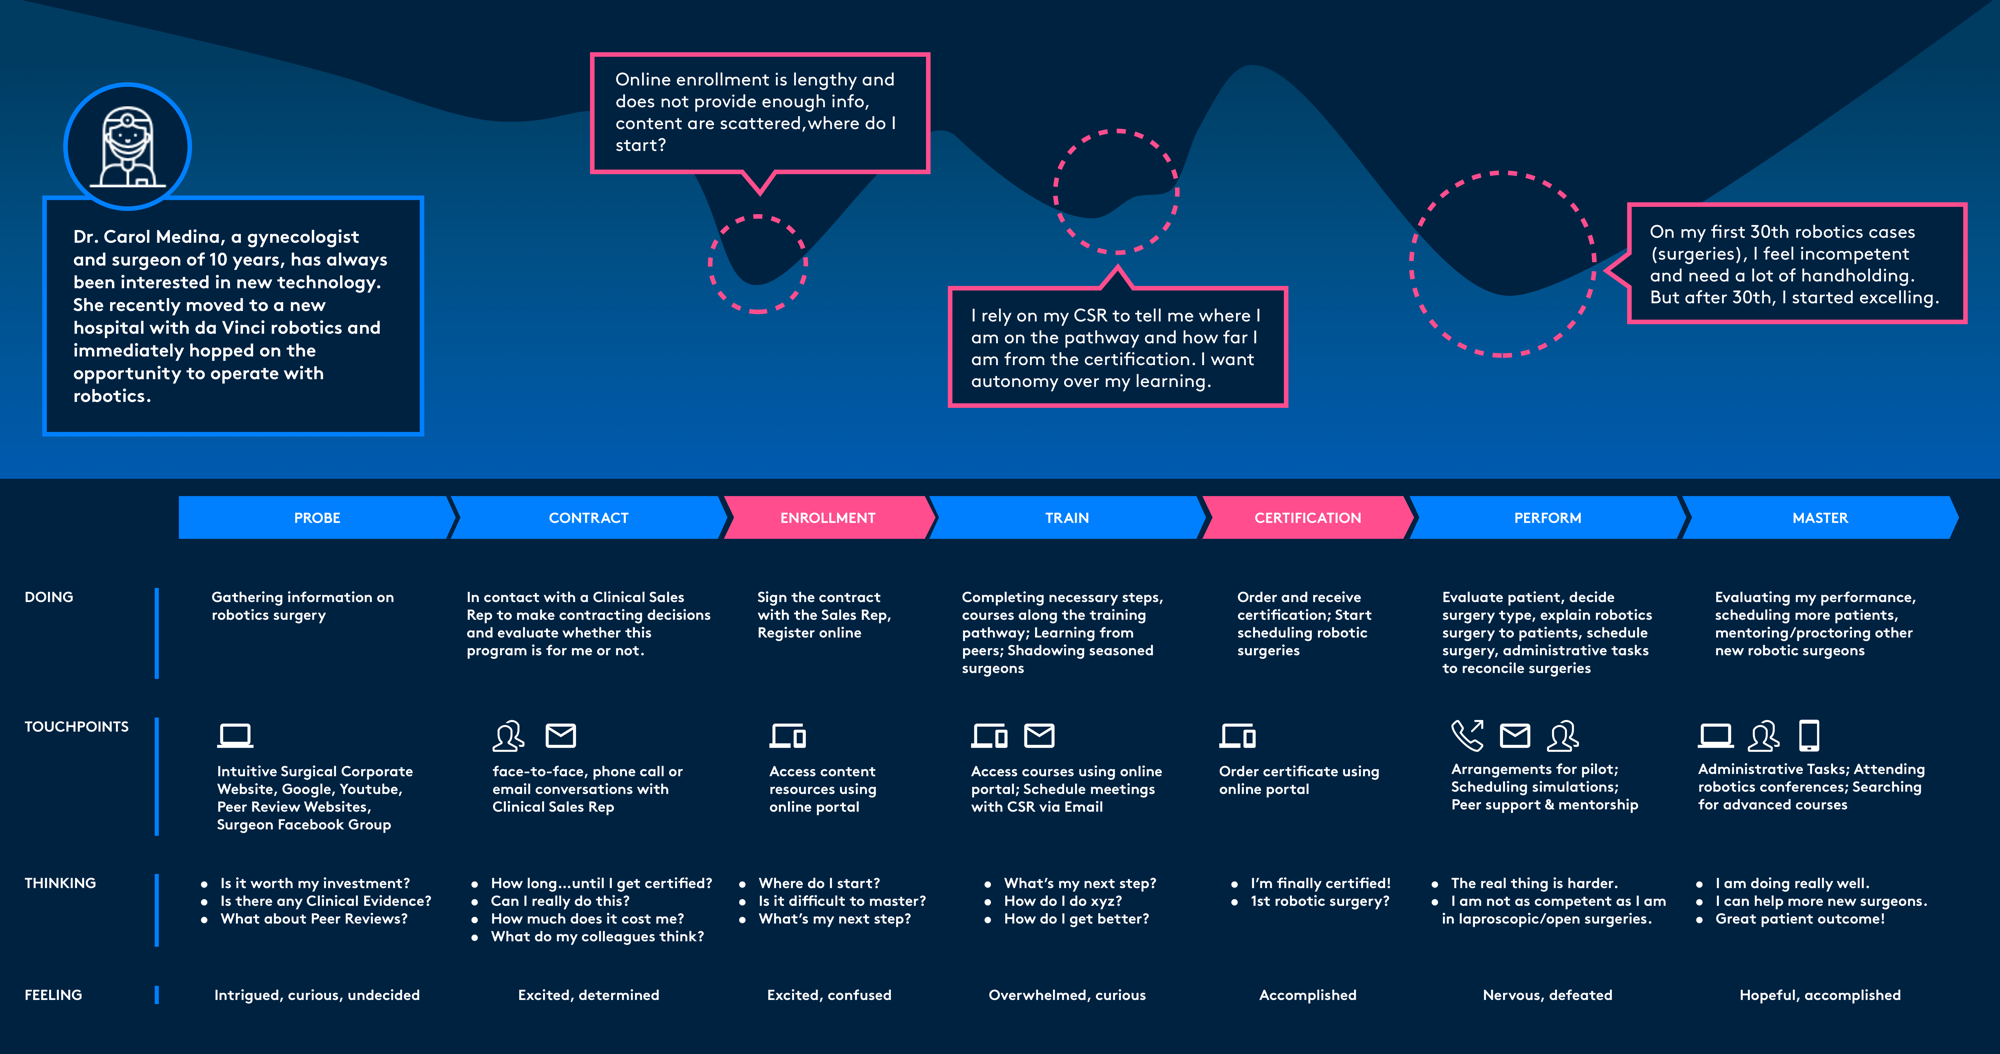 Online enrollment is lengthy and
does not provide enough info,
content are scattered,where do I
start?
Dr. Carol Medina, a gynecologist
and surgeon of 10 years, has always
been interested in new technology.
She recently moved to a new
hospital with da Vinci robotics and
immediately hopped on the
opportunity to operate with
robotics.
I rely on my CSR to tell me where I
am on the pathway and how far I
am from the certification. I want
autonomy over my learning.
On my first 30th robotics cases
(surgeries), I feel incompetent
and need a lot of handholding.
But after 30th, I started excelling.
PROBE
CONTRACT
ENROLLMENT
TRAIN
CERTIFICATION
PERFORM
MASTER
DOING
Gathering information on
robotics surgery
In contact with a Clinical Sales
Rep to make contracting decisions
and evaluate whether this
program is for me or not.
Sign the contract
with the Sales Rep,
Register online
Completing necessary steps,
courses along the training
pathway; Learning from
peers; Shadowing seasoned
surgeons
Order and receive
certification; Start
scheduling robotic
surgeries
Evaluate patient, decide
surgery type, explain robotics
surgery to patients, schedule
surgery, administrative tasks
to reconcile surgeries
Evaluating my performance,
scheduling more patients,
mentoring/proctoring other
new robotic surgeons
TOUCHPOINTS
Intuitive Surgical Corporate
Website, Google, Youtube,
Peer Review Websites,
Surgeon Facebook Group
face-to-face, phone call or
email conversations with
Clinical Sales Rep
Access content
resources using
online portal
Access courses using online
portal; Schedule meetings
with CSR via Email
Order certificate using
online portal
Arrangements for pilot;
Scheduling simulations;
Peer support & mentorship
Administrative Tasks; Attending
robotics conferences; Searching
for advanced courses
THINKING
● Is it worth my investment?
● Is there any Clinical Evidence?
● What about Peer Reviews?
● How long...until I get certified?
● Can I really do this?
● How much does it cost me?
● What do my colleagues think?
● Where do I start?
● Is it difficult to master?
● What's my next step?
● What's my next step?
● How do I do xyz?
● How do I get better?
● I'm finally certified!
● 1st robotic surgery?
● The real thing is harder.
● I am not as competent as I am
in laproscopic/open surgeries.
● I am doing really well.
● I can help more new surgeons.
● Great patient outcome!
FEELING
Intrigued, curious, undecided
Excited, determined
Excited, confused
Overwhelmed, curious
Accomplished
Nervous, defeated
Hopeful, accomplished